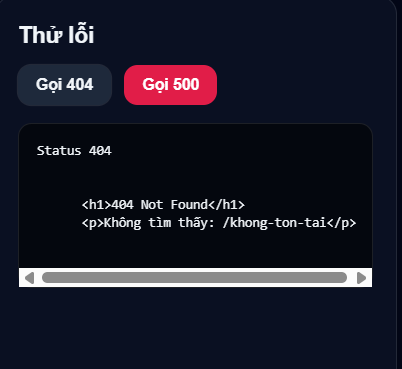 Thử lỗi
Gọi 404 Gọi 500
Status 404
<h1>404 Not Found</h1>
<p>Không tìm thấy: /khong-ton-tai</p>